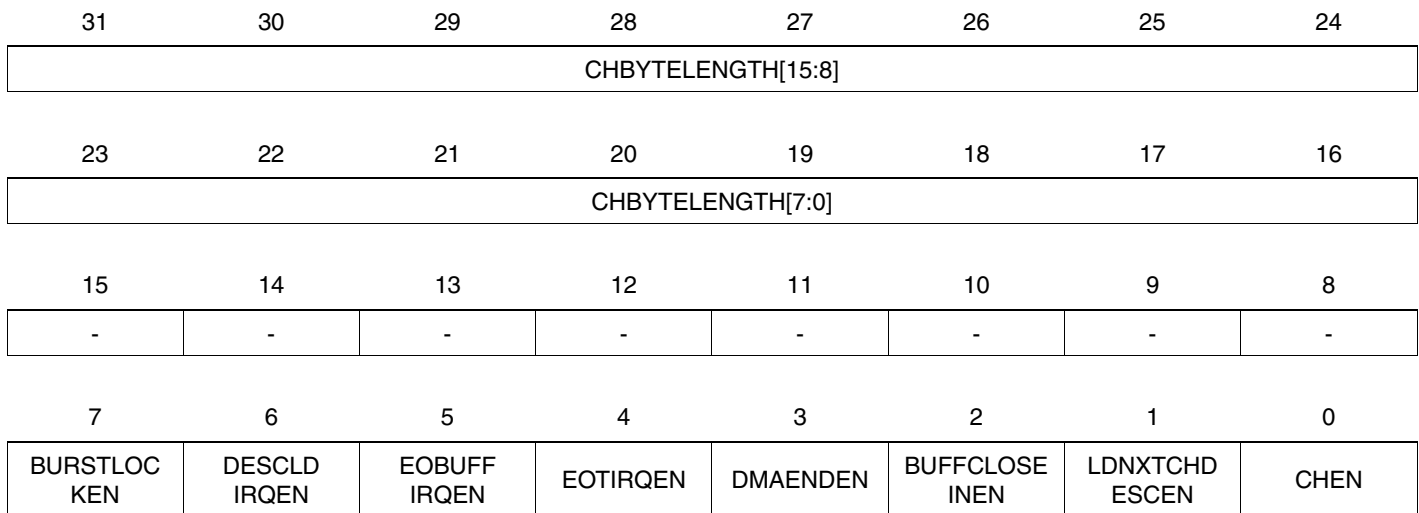 31 30 29 28 27 26 25 24
CHBYTELENGTH[15:8]
23 22 21 20 19 18 17 16
CHBYTELENGTH[7:0]
15 14 13 12 11 10 9 8
- - - - - - - -
7 6 5 4 3 2 1 0
BURSTLOC DESCLD EOBUFF EOTIRQEN DMAENDEN BUFFCLOSE LDNXTCHD CHEN
KEN IRQEN IRQEN INEN ESCEN